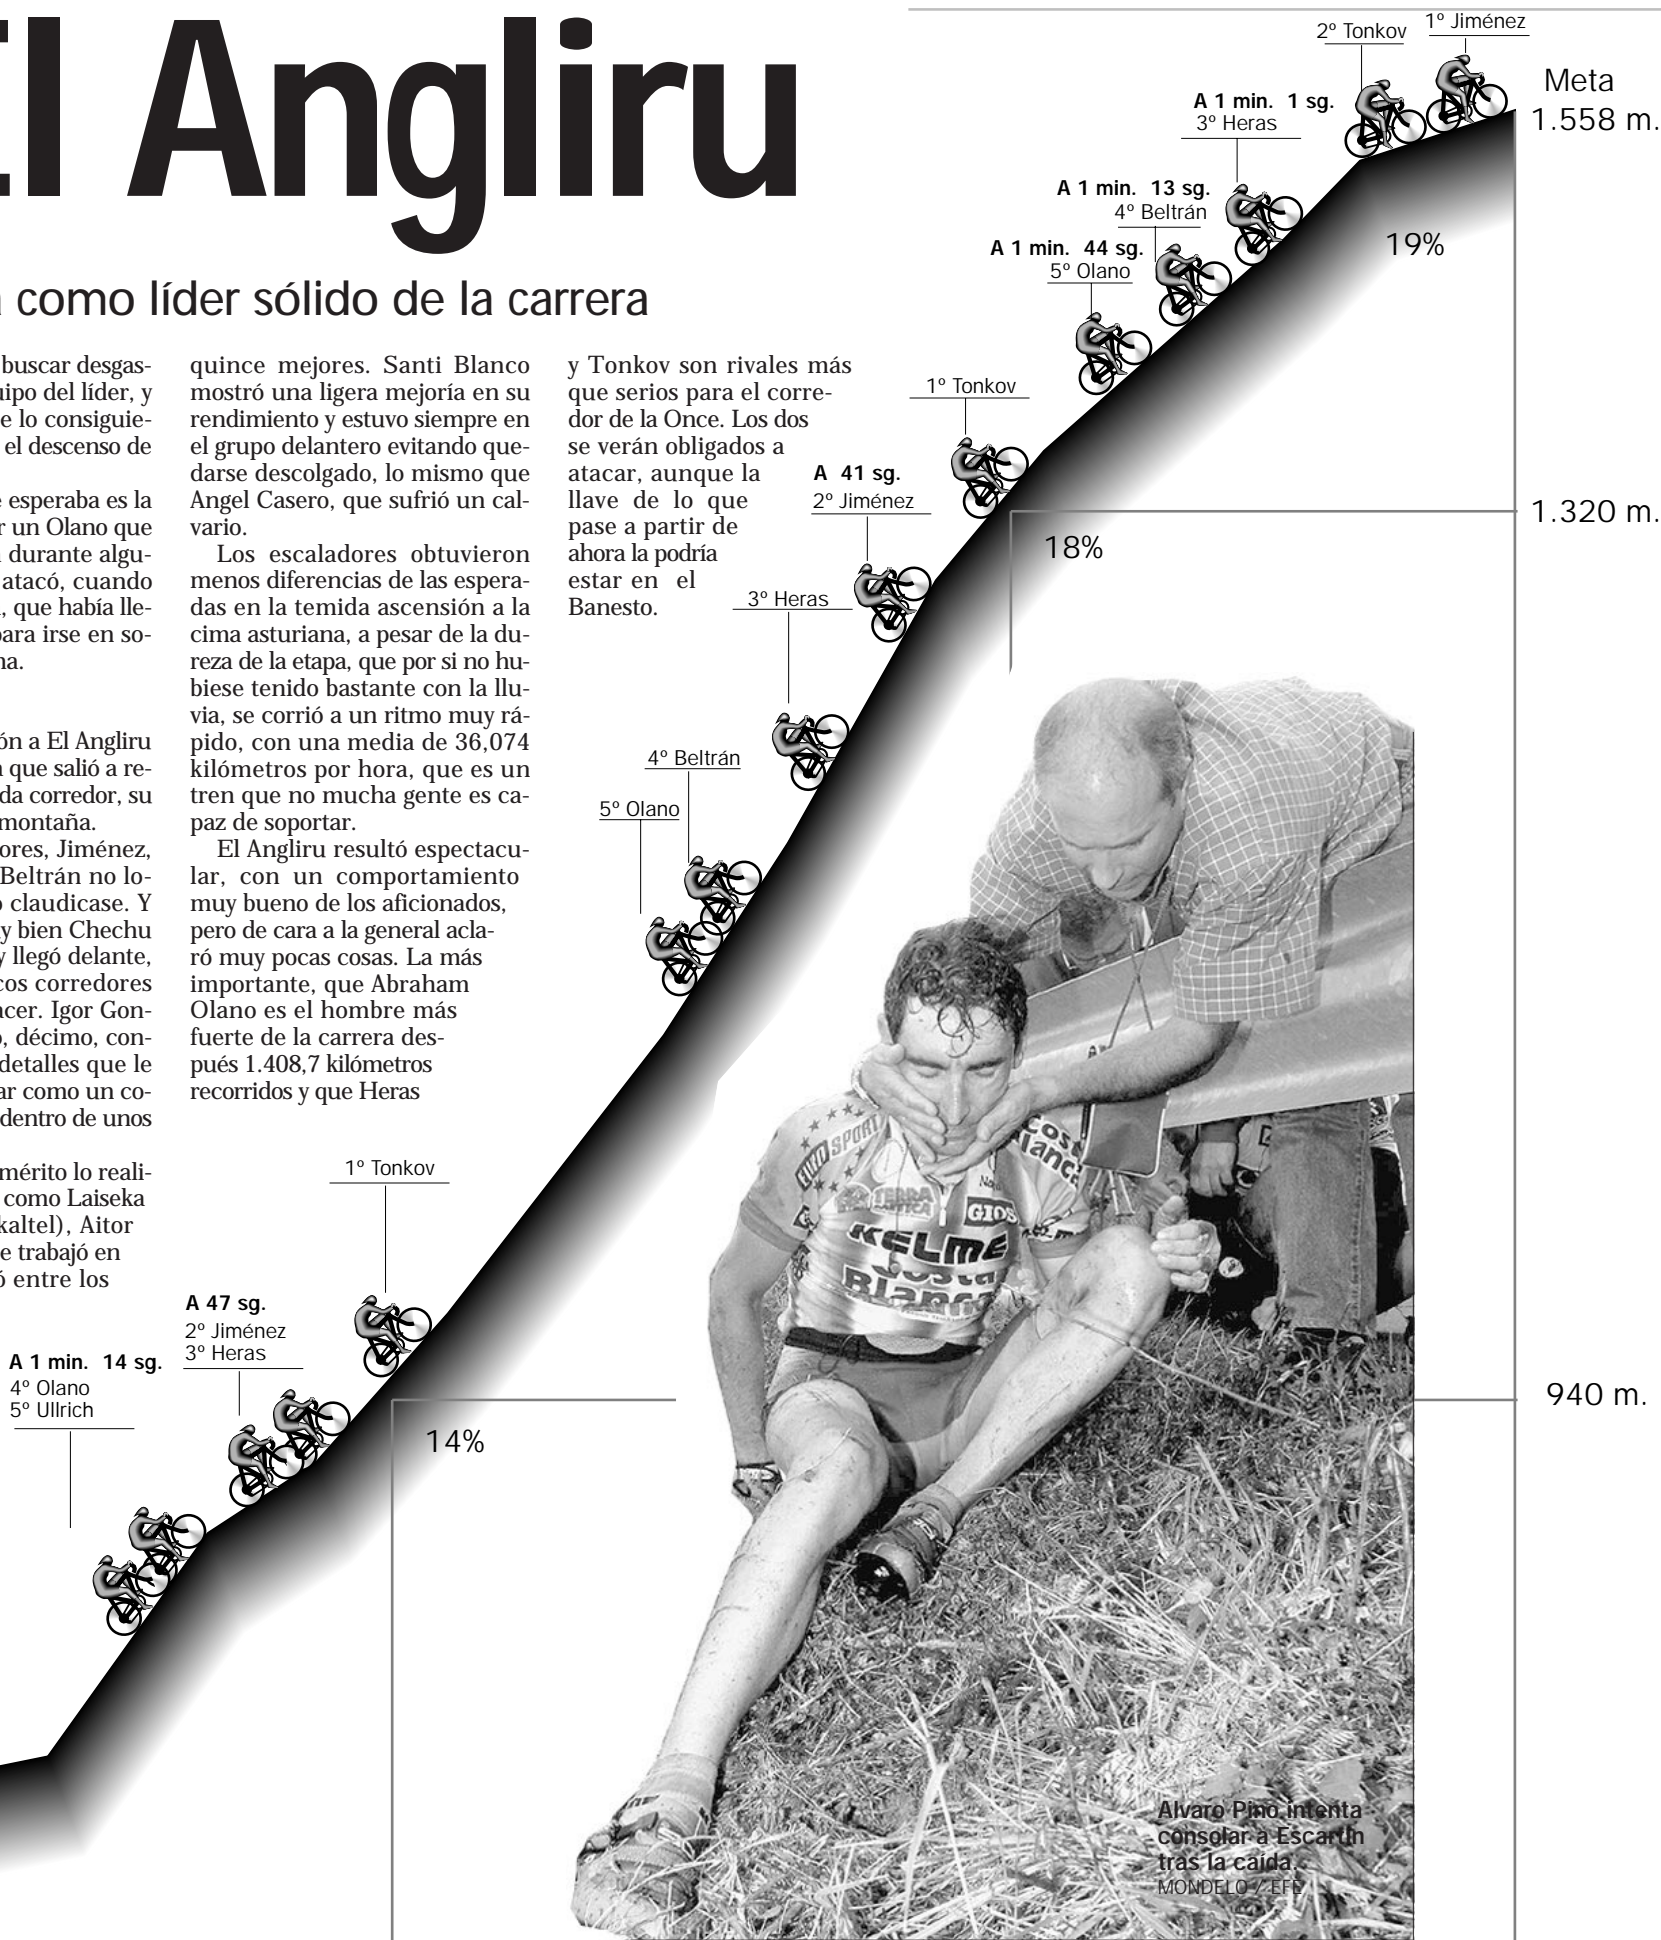 El Angliru
como líder sólido de la carrera
buscar desgas-
del líder, y
lo consiguie-
el descenso de
esperaba es la
un Olano que
durante algu-
atacó, cuando
que había lle-
para irse en so-
ón a El Angliru
que salió a re-
corredor, su
montaña.
Jiménez,
Beltrán no lo-
claudicase. Y
bien Chechu
y llegó delante,
corredores
Igor Gon-
décimo, con-
detalles que le
como un co-
dentro de unos
mérito lo reali-
como Laiseka
Aitor
trabajó en
entre los
quince mejores. Santi Blanco
mostró una ligera mejoría en su
rendimiento y estuvo siempre en
el grupo delantero evitando que-
darse descolgado, lo mismo que
Angel Casero, que sufrió un cal-
vario.
Los escaladores obtuvieron
menos diferencias de las espera-
das en la temida ascensión a la
cima asturiana, a pesar de la du-
reza de la etapa, que por si no hu-
biese tenido bastante con la llu-
via, se corrió a un ritmo muy rá-
pido, con una media de 36,074
kilómetros por hora, que es un
tren que no mucha gente es ca-
paz de soportar.
El Angliru resultó espectacu-
lar, con un comportamiento
muy bueno de los aficionados,
pero de cara a la general acla-
ró muy pocas cosas. La más
importante, que Abraham
Olano es el hombre más
fuerte de la carrera des-
pués 1.408,7 kilómetros
recorridos y que Heras
y Tonkov son rivales más
que serios para el corre-
dor de la Once. Los dos
se verán obligados a
atacar, aunque la
llave de lo que
pase a partir de
ahora la podría
estar en el
Banesto.
2º Tonkov
1º Jiménez
Meta
1.558 m.
A 1 min. 1 sg.
3º Heras
A 1 min. 13 sg.
4º Beltrán
A 1 min. 44 sg.
5º Olano
19%
1º Tonkov
A 41 sg.
2º Jiménez
1.320 m.
18%
3º Heras
4º Beltrán
5º Olano
1º Tonkov
A 47 sg.
2º Jiménez
3º Heras
A 1 min. 14 sg.
4º Olano
5º Ullrich
940 m.
14%
EURO SPORT
Costa
Blanca
TERRA
MITICA
GIOS
KELME
Costa
Blanca
Alvaro Pino intenta
consolar a Escartín
tras la caída.
MONDELO / EFE